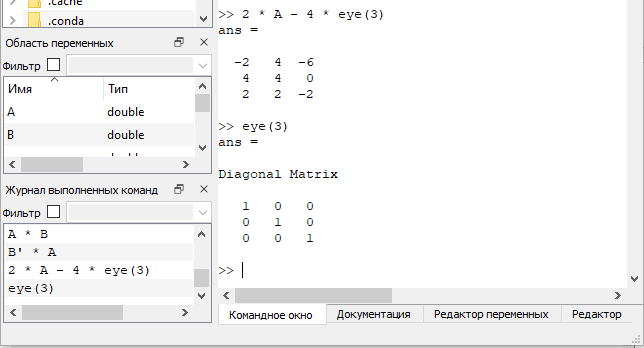 .cache
.conda
Область переменных
Фильтр
Имя Тип
A double
B double
Журнал выполненных команд
Фильтр
A * B
B' * A
2 * A - 4 * eye(3)
eye(3)
>> 2 * A - 4 * eye(3)
ans =
-2 4 -6
4 4 0
2 2 -2
>> eye(3)
ans =
Diagonal Matrix
1 0 0
0 1 0
0 0 1
>>
Командное окно Документация Редактор переменных Редактор